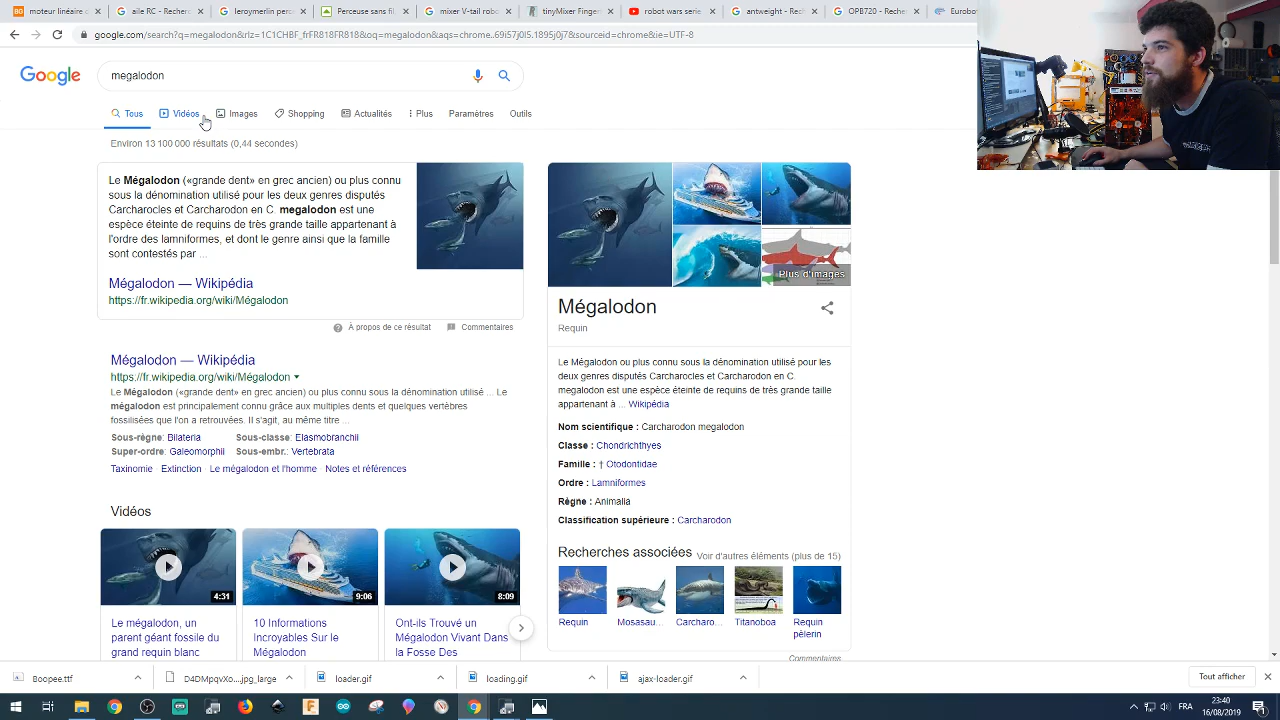 moteur linéaire d
aile RC - Recher
leroymerlin perce
Perceuse sans fil
mixer V-tail robo
tinyMixer Finger
robot wars serie
antweight - Rech
OPB720 - Reche
Eurobo
google.com/search?q=megalodon&rlz=1C1CHBF_frFR818FR818&oq=megalodon&aqs=chrome..69i57j0l5.1895j0j7&sourceid=chrome&ie=UTF-8
Google
megalodon
Tous
Vidéos
Images
Shopping
Actualités
Plus
Paramètres
Outils
Environ 13 100 000 résultats (0,44 secondes)
Le Mégalodon («grande dent» en grec ancien) ou plus connu
sous la dénomination utilisé pour les deux genres disputés
Carcharocles et Carcharodon en C. megalodon est une
espèce éteinte de requins de très grande taille appartenant à
l'ordre des lamniformes, et dont le genre ainsi que la famille
sont contestés par ...
Mégalodon — Wikipédia
https://fr.wikipedia.org/wiki/Mégalodon
À propos de ce résultat
Commentaires
Mégalodon — Wikipédia
https://fr.wikipedia.org/wiki/Mégalodon
Le Mégalodon («grande dent» en grec ancien) ou plus connu sous la dénomination utilisé ... Le
mégalodon est principalement connu grâce aux multiples dents et quelques vertèbres
fossilisées que l'on a retrouvées. Il s'agit, au même titre ...
Sous-règne : Bilateria Sous-classe : Elasmobranchii
Super-ordre : Galeomorphii Sous-embr.: Vertebrata
Taxinomie · Extinction · Le mégalodon et l'homme · Notes et références
Vidéos
4:31
9:06
8:09
Le mégalodon, un
parent géant fossile du
grand requin blanc
10 Informations
Incroyables Sur le
Mégalodon
Ont-ils Trouvé un
Mégalodon Vivant Dans
la Fosse Des
Plus d'images
Mégalodon
Requin
Le Mégalodon ou plus connu sous la dénomination utilisé pour les
deux genres disputés Carcharocles et Carcharodon en C.
megalodon est une espèce éteinte de requins de très grande taille
appartenant à ... Wikipédia
Nom scientifique : Carcharodon megalodon
Classe : Chondrichthyes
Famille : † Otodontidae
Ordre : Lamniformes
Règne : Animalia
Classification supérieure : Carcharodon
Recherches associées
Voir d'autres éléments (plus de 15)
Requin
Mosasau...
Carcharo...
Titanoboa
Requin
pèlerin
Commentaires
Boopee.ttf
D4DMpqvXo....jpg_large
loader.gif
loading.gif
ajax-loader.gif
Tout afficher
FRA
23:40
16/08/2019